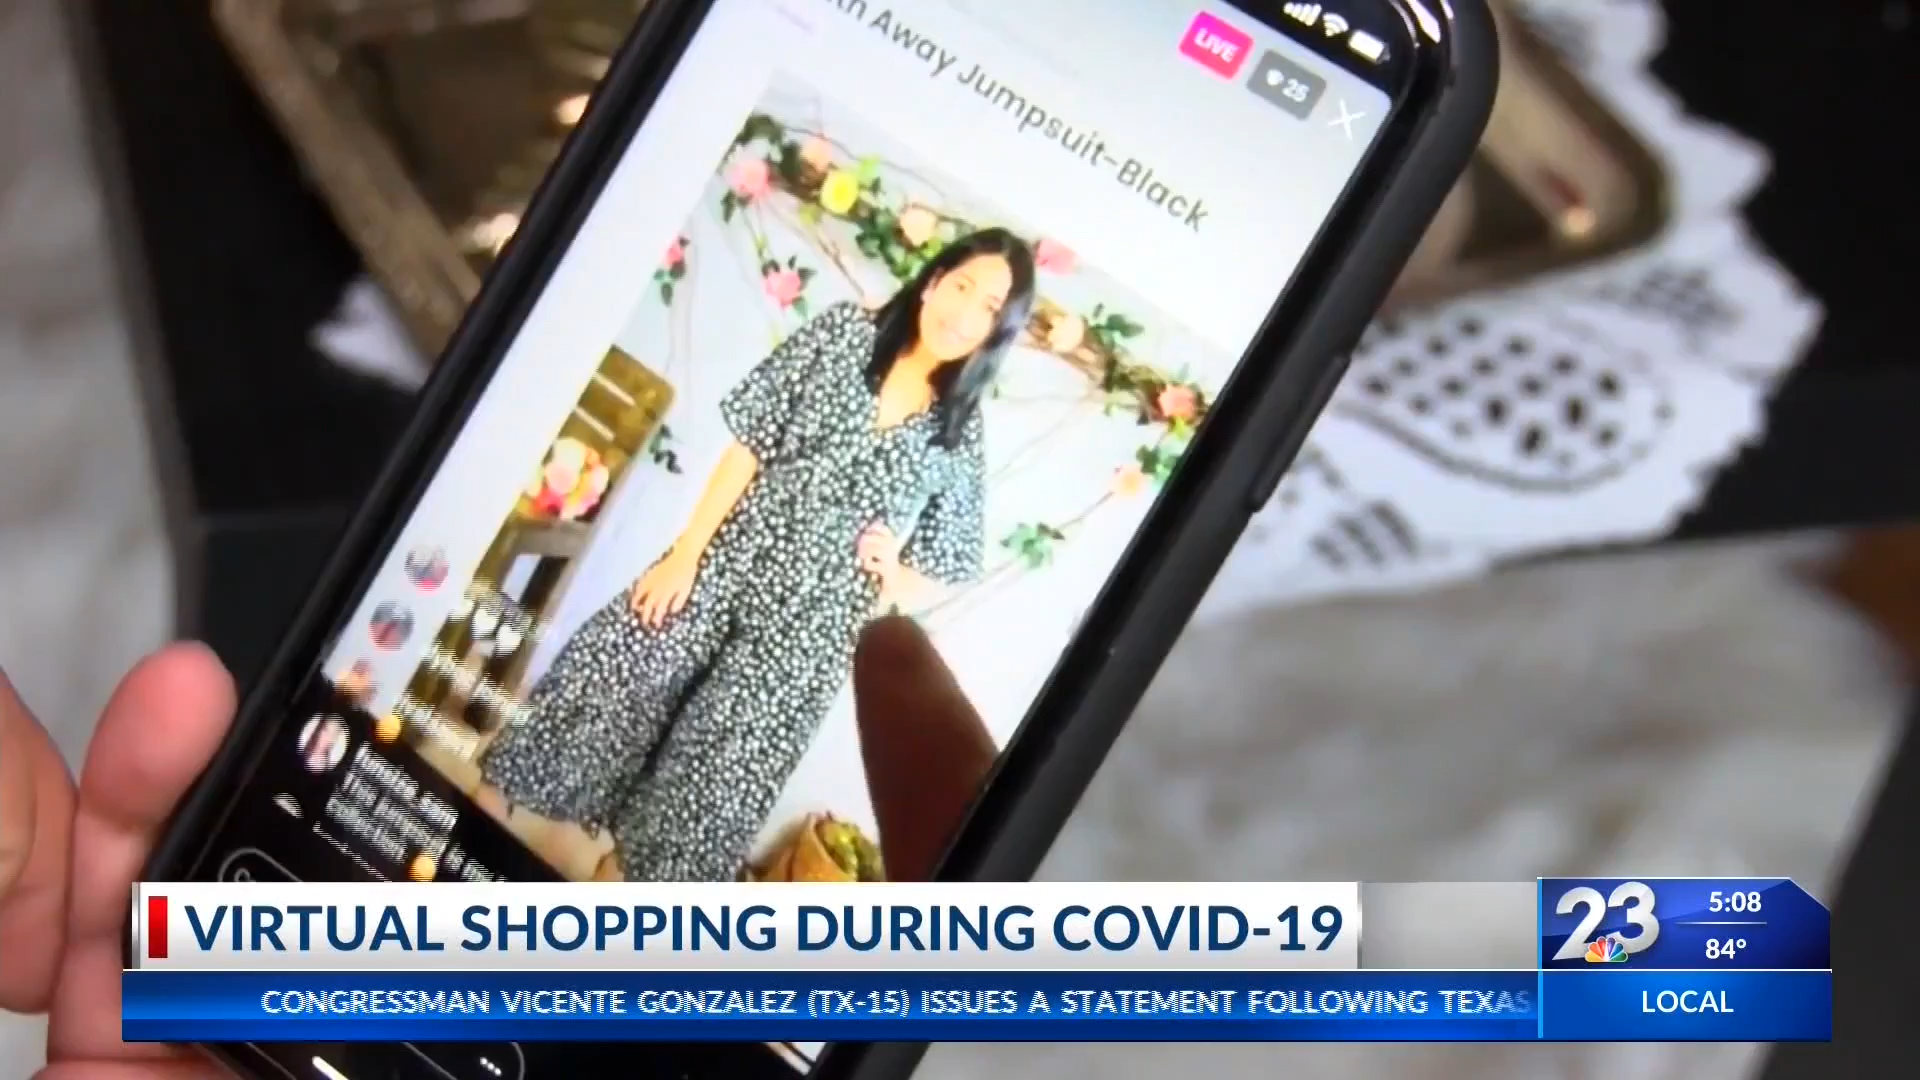 Away Jumpsuit-Black
LIVE
25
VIRTUAL SHOPPING DURING COVID-19
23
5:08
84°
CONGRESSMAN VICENTE GONZALEZ (TX-15) ISSUES A STATEMENT FOLLOWING TEXAS
LOCAL